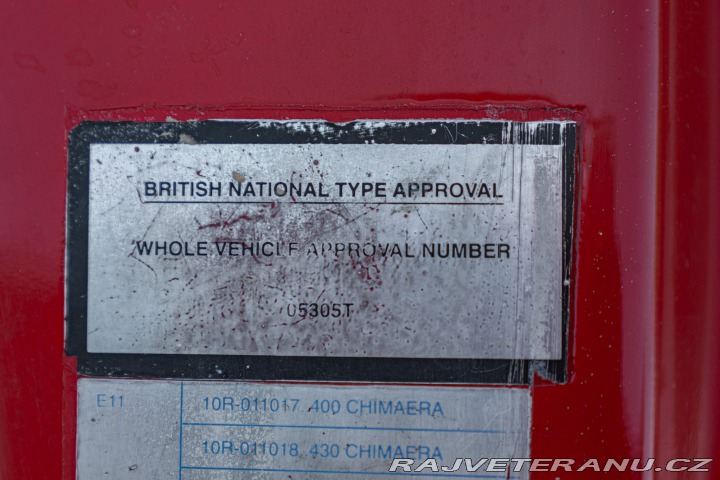 BRITISH NATIONAL TYPE APPROVAL
WHOLE VEHICLE APPROVAL NUMBER
05305T
E11
10R-011017 400 CHIMAERA
10R-011018 430 CHIMAERA
RAJVETERANU.CZ